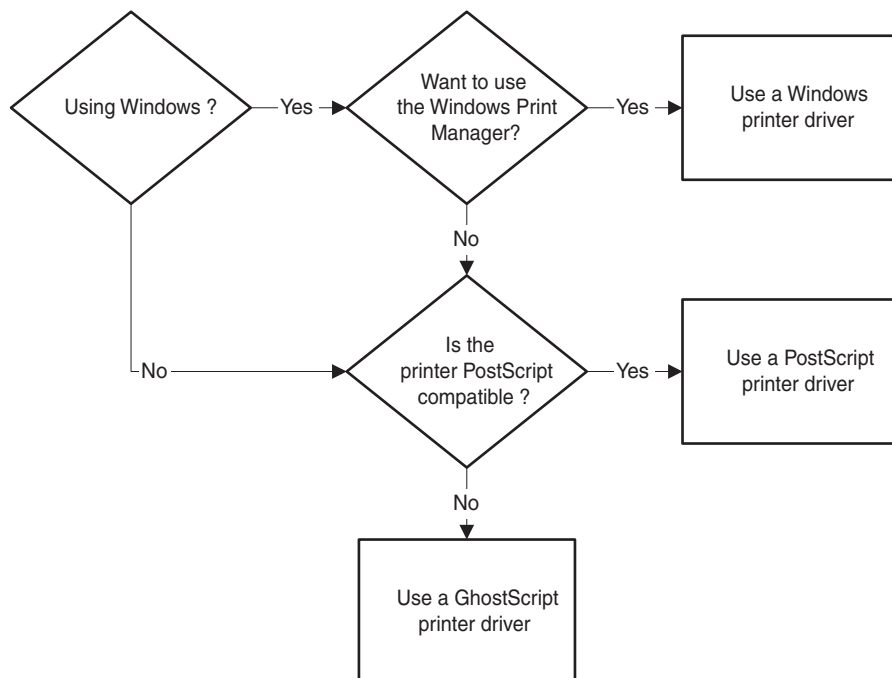 Using Windows ?
Yes
Want to use
the Windows Print
Manager?
Yes
Use a Windows
printer driver
No
No
Is the
printer PostScript
compatible ?
Yes
Use a PostScript
printer driver
No
Use a GhostScript
printer driver